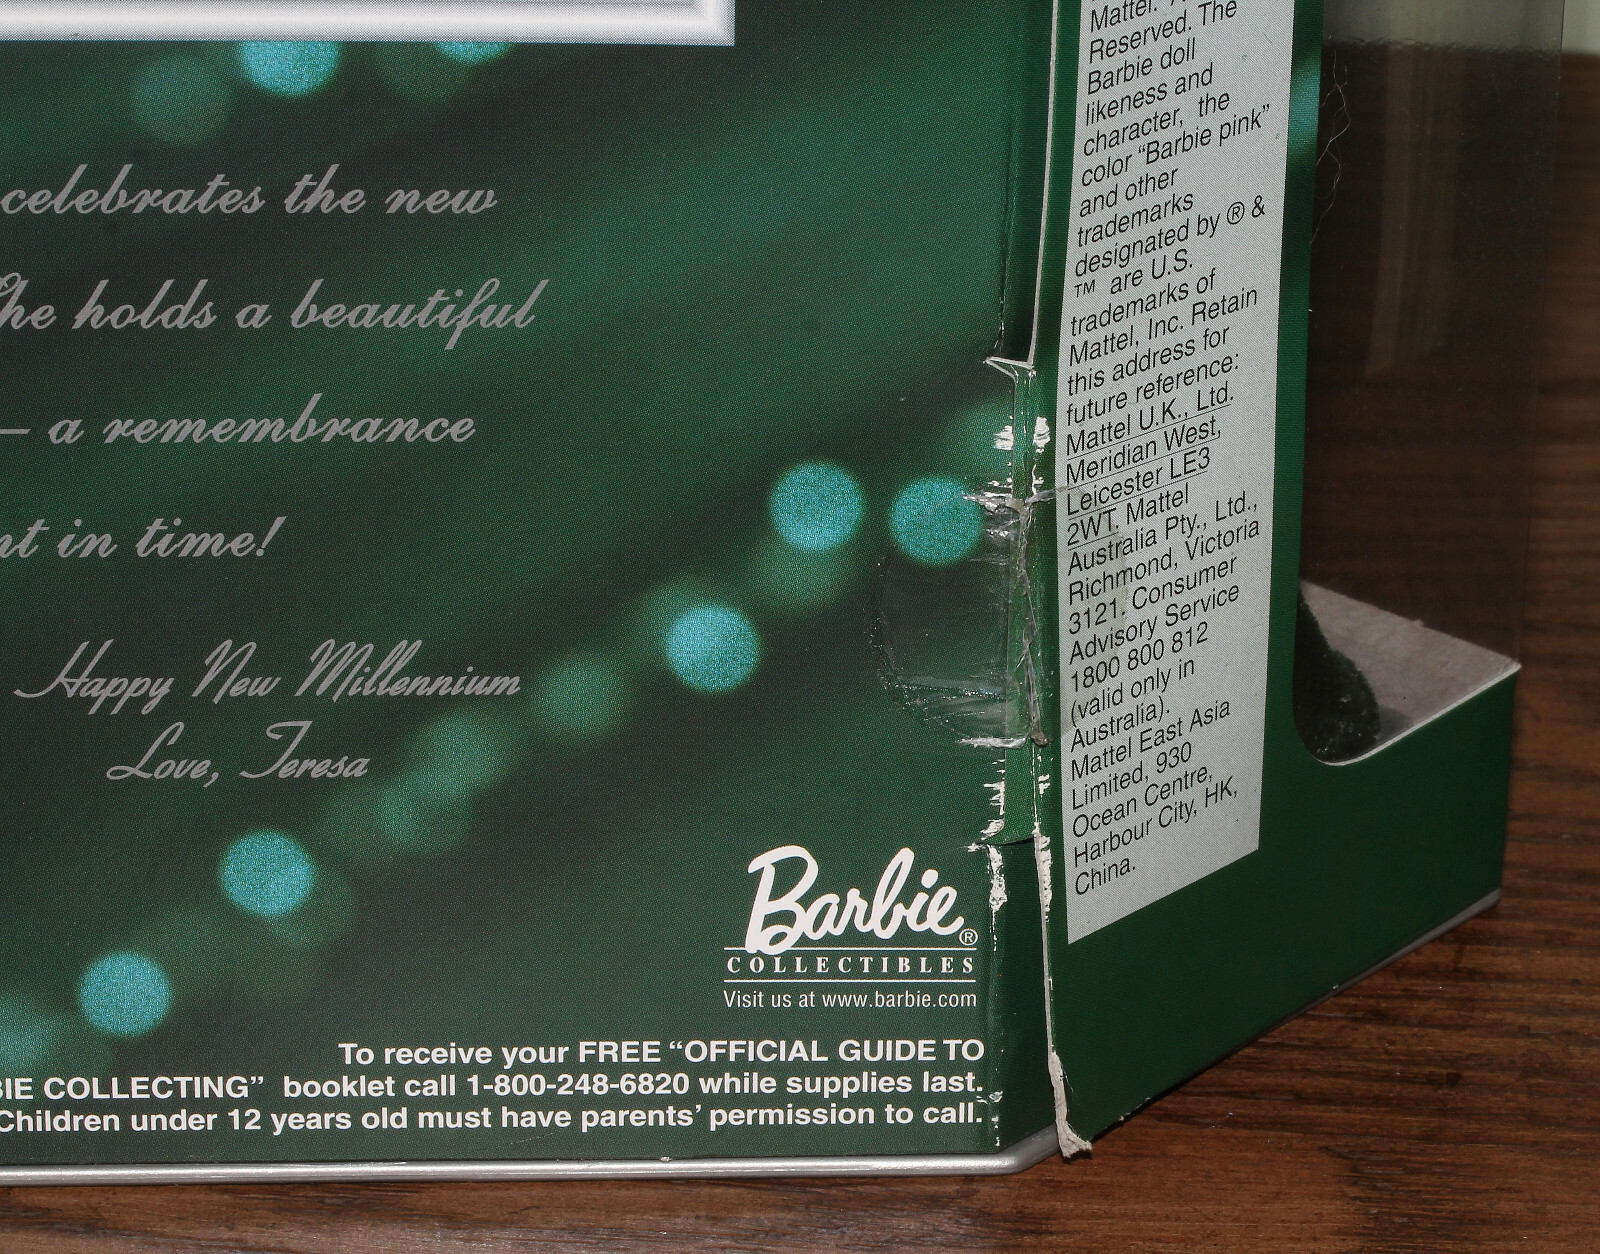 celebrates the new
he holds a beautiful
– a remembrance
nt in time!
Happy New Millennium
Love, Teresa
Barbie®
COLLECTIBLES
Visit us at www.barbie.com
To receive your FREE “OFFICIAL GUIDE TO
BIE COLLECTING” booklet call 1-800-248-6820 while supplies last.
Children under 12 years old must have parents’ permission to call.
Mattel.
Reserved. The
Barbie doll
likeness and
character, the
color “Barbie pink”
and other
trademarks
designated by ® &
™ are U.S.
trademarks of
Mattel, Inc. Retain
this address for
future reference:
Mattel U.K., Ltd.
Meridian West,
Leicester LE3
2WT. Mattel
Australia Pty., Ltd.,
Richmond, Victoria
3121. Consumer
Advisory Service
1800 800 812
(valid only in
Australia).
Mattel East Asia
Limited, 930
Ocean Centre,
Harbour City, HK,
China.